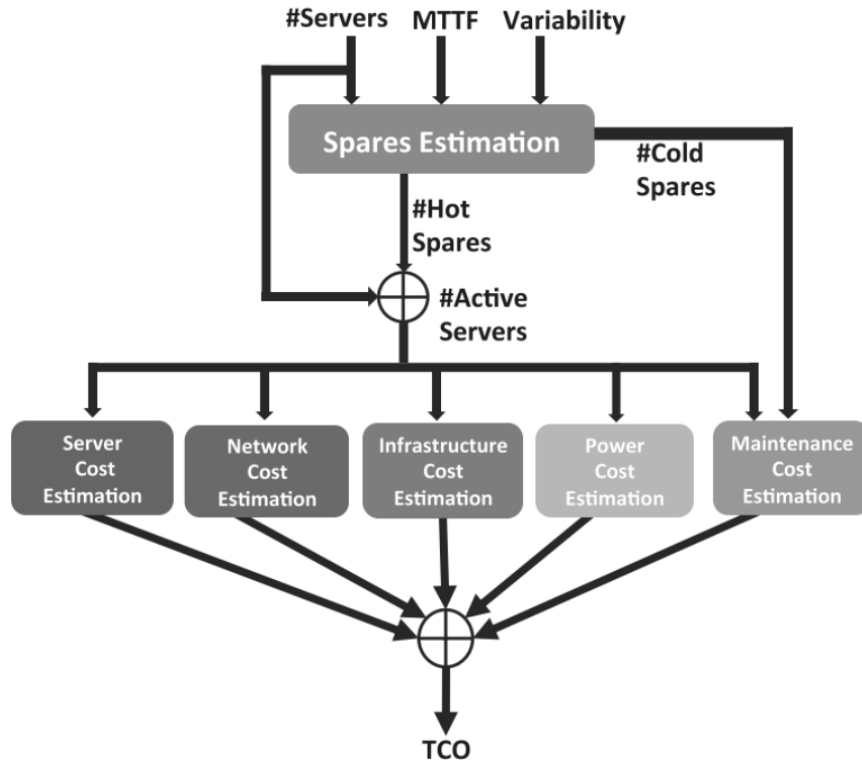 #Servers MTTF Variability
Spares Estimation
#Cold
Spares
#Hot
Spares
#Active
Servers
Server
Cost
Estimation
Network
Cost
Estimation
Infrastructure
Cost
Estimation
Power
Cost
Estimation
Maintenance
Cost
Estimation
TCO